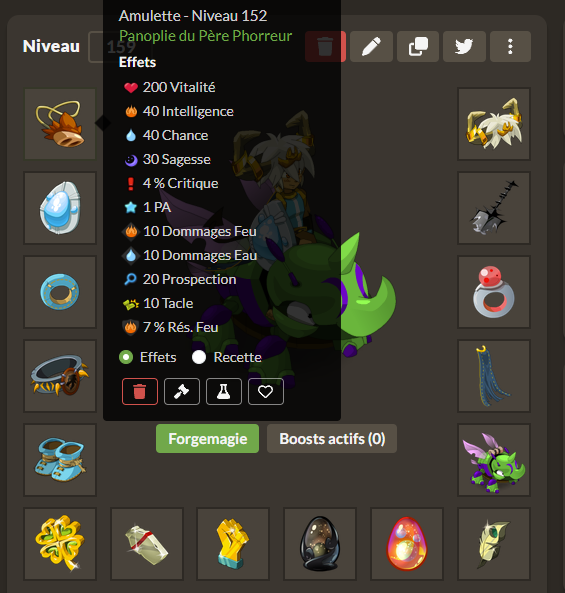 Amulette - Niveau 152
Panoplie du Père Phorreur
Niveau 159
Effets
200 Vitalité
40 Intelligence
40 Chance
30 Sagesse
4 % Critique
1 PA
10 Dommages Feu
10 Dommages Eau
20 Prospection
10 Tacle
7 % Rés. Feu
Effets Recette
Forgemagie Boosts actifs (0)